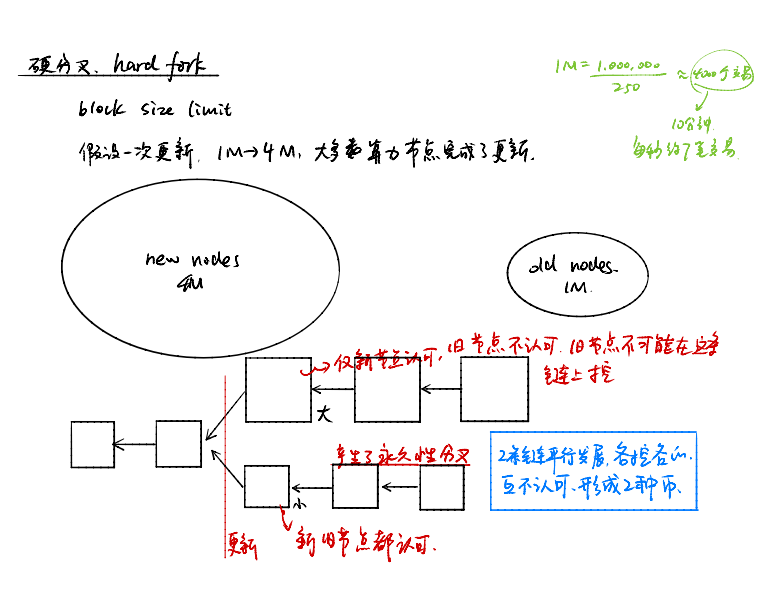 硬分叉、hard fork
1M = 1,000,000 / 250 ≈ 4000个交易
10分钟
每秒约7笔交易
block size limit
假设一次更新, 1M→4M, 大多数算力节点完成了更新.
new nodes
4M
old nodes.
1M.
仅新节点认可, 旧节点不认可. 旧节点不可能在这条
链上挖
大
产生了永久性分叉
2条链平行发展, 各挖各的,
互不认可、形成2种币、
小
更新
新旧节点都认可.